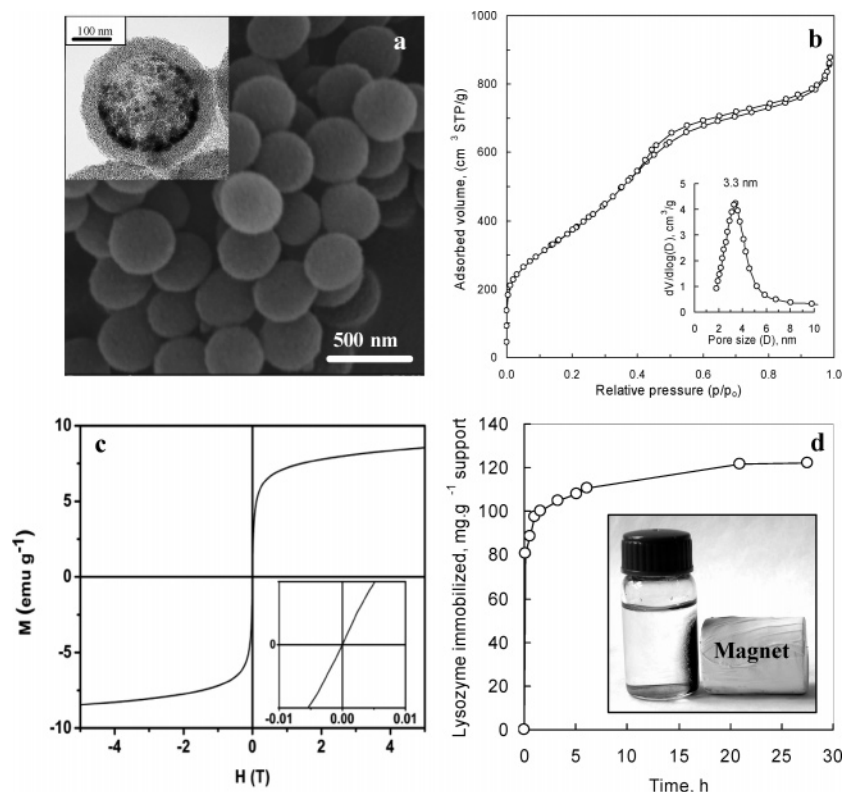 100 nm
a
500 nm
b
1000
800
600
400
200
0
Adsorbed volume, (cm³ STP/g)
0.0 0.2 0.4 0.6 0.8 1.0
Relative pressure (p/p₀)
3.3 nm
5
4
3
2
1
0
dV/dlog(D), cm³/g
0 2 4 6 8 10
Pore size (D), nm
c
10
5
0
-5
-10
M (emu g⁻¹)
-4 -2 0 2 4
H (T)
0
-0.01 0.00 0.01
d
140
120
100
80
60
40
20
0
Lysozyme immobilized, mg.g⁻¹ support
0 5 10 15 20 25 30
Time, h
Magnet